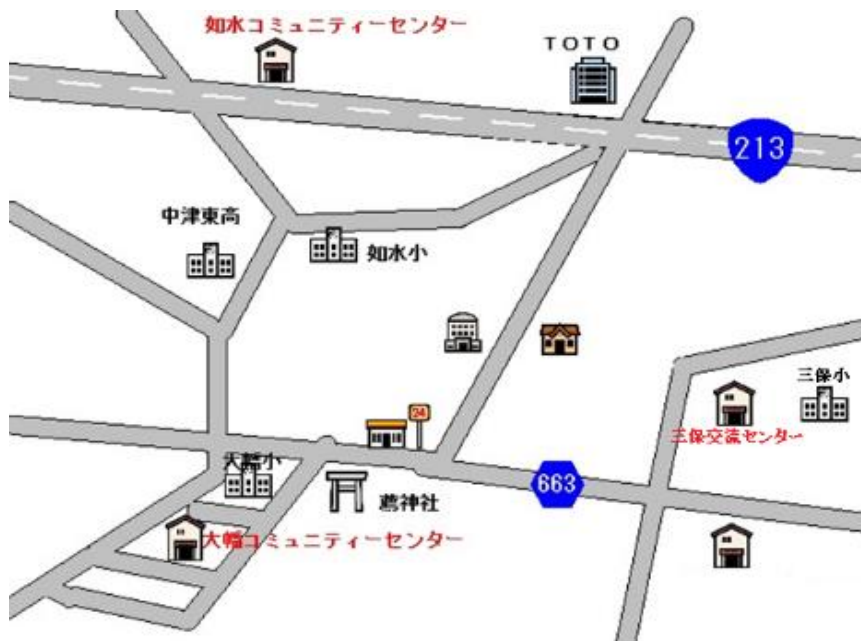 如水コミュニティーセンター
TOTO
213
中津東高
如水小
三保小
24
三保交流センター
大幡小
663
薦神社
大幡コミュニティーセンター